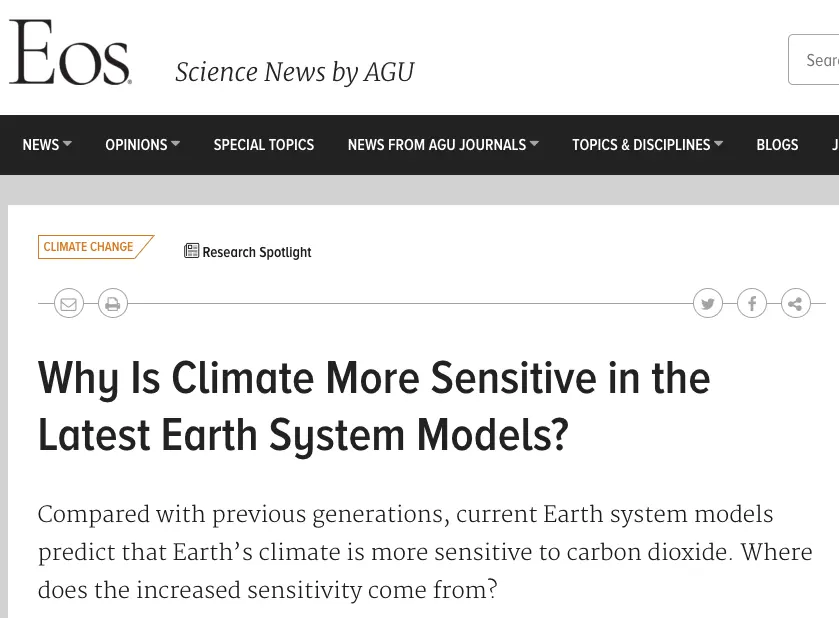 Eos
Science News by AGU
NEWS OPINIONS SPECIAL TOPICS NEWS FROM AGU JOURNALS TOPICS & DISCIPLINES BLOGS
CLIMATE CHANGE
Research Spotlight
Why Is Climate More Sensitive in the
Latest Earth System Models?
Compared with previous generations, current Earth system models
predict that Earth’s climate is more sensitive to carbon dioxide. Where
does the increased sensitivity come from?